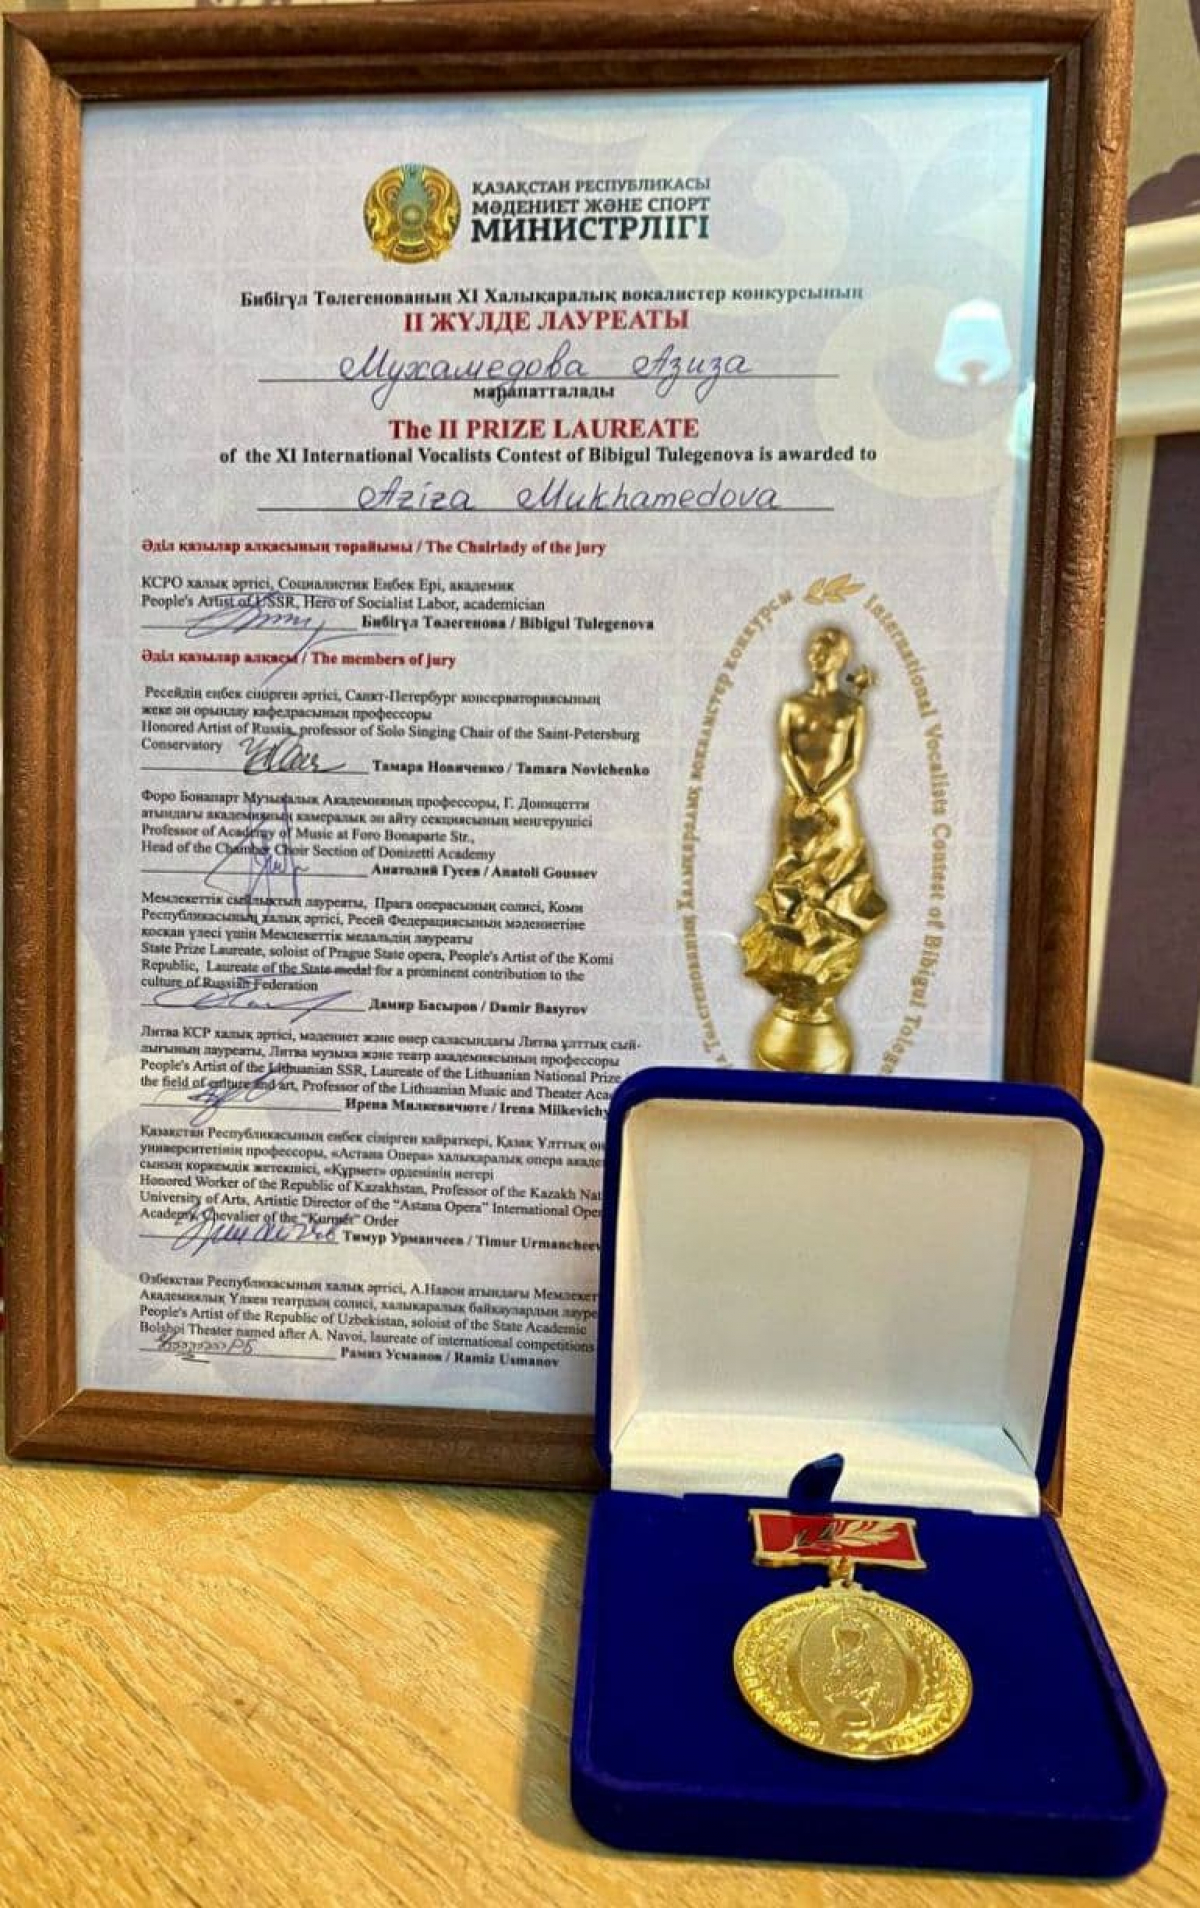 ҚАЗАҚСТАН РЕСПУБЛИКАСЫ
МӘДЕНИЕТ ЖӘНЕ СПОРТ
МИНИСТРЛІГІ
Бибігүл Төлегенованың XI Халықаралық вокалистер конкурсының
II ЖҮЛДЕ ЛАУРЕАТЫ
Мухамедова Азиза
марапатталады
The II PRIZE LAUREATE
of the XI International Vocalists Contest of Bibigul Tulegenova is awarded to
Aziza Mukhamedova
Әділ қазылар алқасының төрайымы / The Chairlady of the jury
КСРО халық әртісі, Социалистік Еңбек Ері, академик
People's Artist of USSR, Hero of Socialist Labor, academician
Бибігүл Төлегенова / Bibigul Tulegenova
Әділ қазылар алқасы / The members of jury
Ресейдің еңбек сіңірген әртісі, Санкт-Петербург консерваториясының
жеке ән орындау кафедрасының профессоры
Honored Artist of Russia, professor of Solo Singing Chair of the Saint-Petersburg
Conservatory
Тамара Новиченко / Tamara Novichenko
Форо Бонапарт Музыкалық Академияның профессоры, Г. Доницетти
атындағы академияның камералық ән айту секциясының меңгерушісі
Professor of Academy of Music at Foro Bonaparte Str.,
Head of the Chamber Choir Section of Donizetti Academy
Анатолий Гусев / Anatoli Goussev
Мемлекеттік сыйлықтың лауреаты, Прага операсының солисі, Коми
Республикасының халық әртісі, Ресей Федерациясының мәдениетіне
қосқан үлесі үшін Мемлекеттік медальдің лауреаты
State Prize Laureate, soloist of Prague State opera, People's Artist of the Komi
Republic, Laureate of the State medal for a prominent contribution to the
culture of Russian Federation
Дамир Басыров / Damir Basyrov
Литва КСР халық әртісі, мәдениет және өнер саласындағы Литва ұлттық сый-
лығының лауреаты, Литва музыка және театр академиясының профессоры
People's Artist of the Lithuanian SSR, Laureate of the Lithuanian National Prize
the field of culture and art, Professor of the Lithuanian Music and Theater Aca
Ирена Милкевичюте / Irena Milkevichy
Қазақстан Республикасының еңбек сіңірген қайраткері, Қазақ Ұлттық өн
университетінің профессоры, «Астана Опера» халықаралық опера акаде
сының көркемдік жетекшісі, «Құрмет» орденінің иегері
Honored Worker of the Republic of Kazakhstan, Professor of the Kazakh Nat
University of Arts, Artistic Director of the "Astana Opera" International Oper
Academy, Chevalier of the "Kurmet" Order
Тимур Урманчеев / Timur Urmancheev
Өзбекстан Республикасының халық әртісі, А.Навои атындағы Мемлекет
Академиялық Үлкен театрдың солисі, халықаралық байқаулардың лауре
People's Artist of the Republic of Uzbekistan, soloist of the State Academic
Bolshoi Theater named after A. Navoi, laureate of international competitions
Рамиз Усманов / Ramiz Usmanov
Төлегенованың Халықаралық вокалистер конкурсы
International Vocalists Contest of Bibigul Tulege